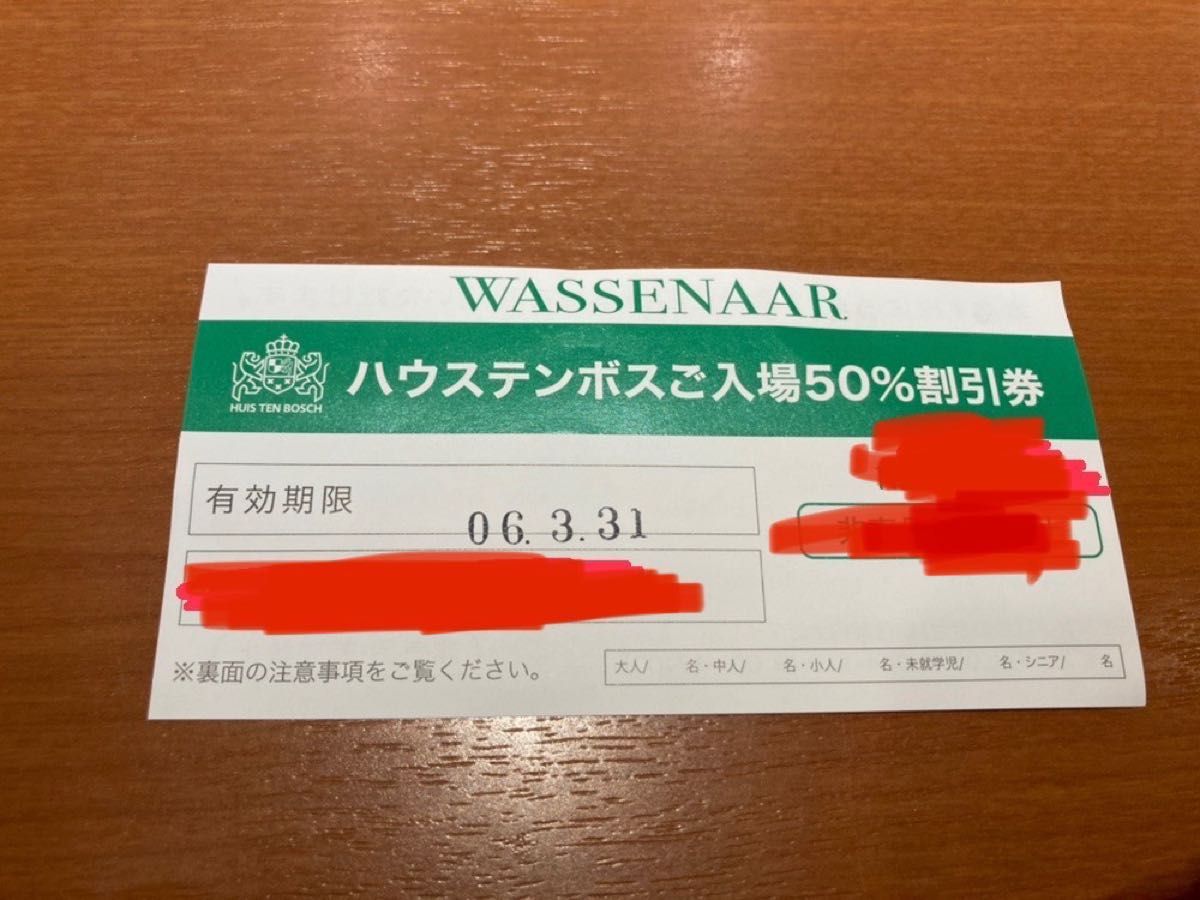 WASSENAAR
HUIS TEN BOSCH
ハウステンボスご入場50%割引券
有効期限
06. 3. 31
※裏面の注意事項をご覧ください。
大人/ 名・中人/ 名・小人/ 名・未就学児/ 名・シニア/ 名